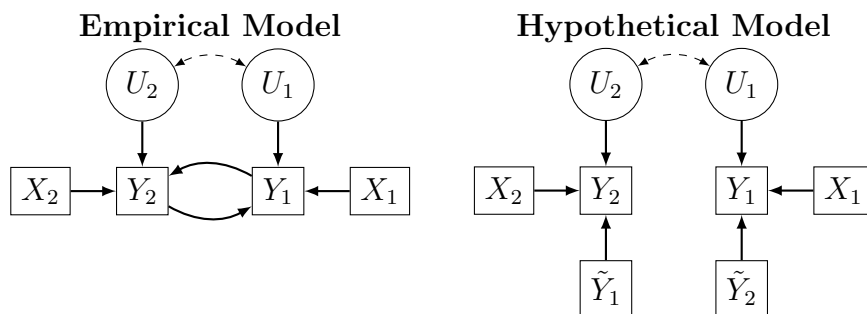 Empirical Model Hypothetical Model
U₂ U₁ U₂ U₁
X₂ Y₂ Y₁ X₁ X₂ Y₂ Y₁ X₁
Ỹ₁ Ỹ₂